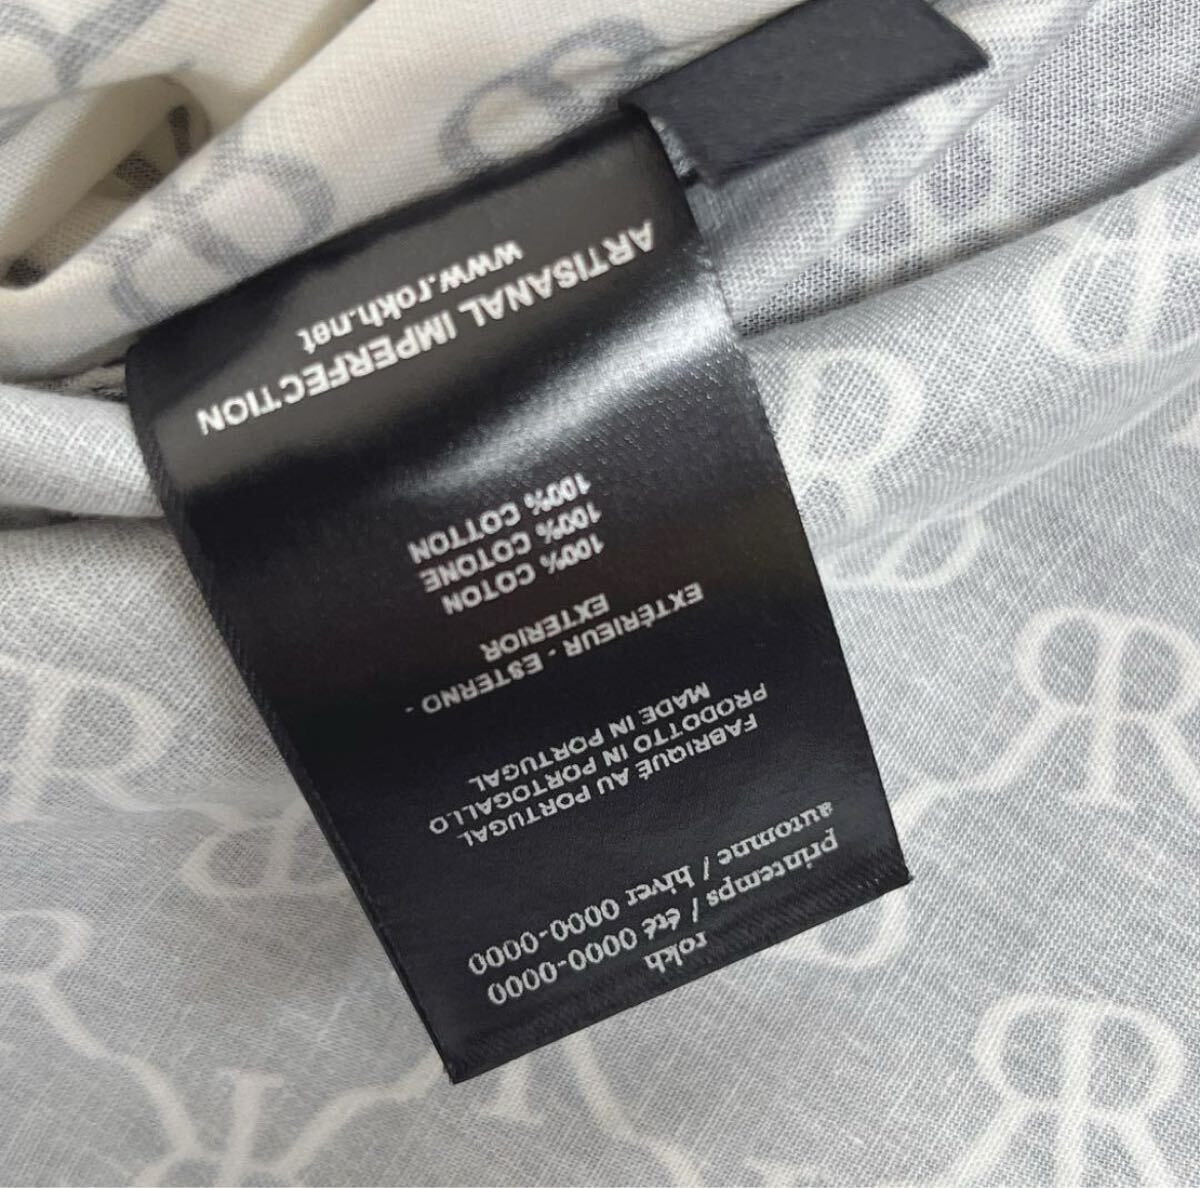 rokh
printemps / été 0000-0000
automne / hiver 0000-0000
FABRIQUÉ AU PORTUGAL
PRODOTTO IN PORTOGALLO
MADE IN PORTUGAL
EXTÉRIEUR - ESTERNO -
EXTERIOR
100% COTON
100% COTONE
100% COTTON
ARTISANAL IMPERFECTION
www.rokh.net